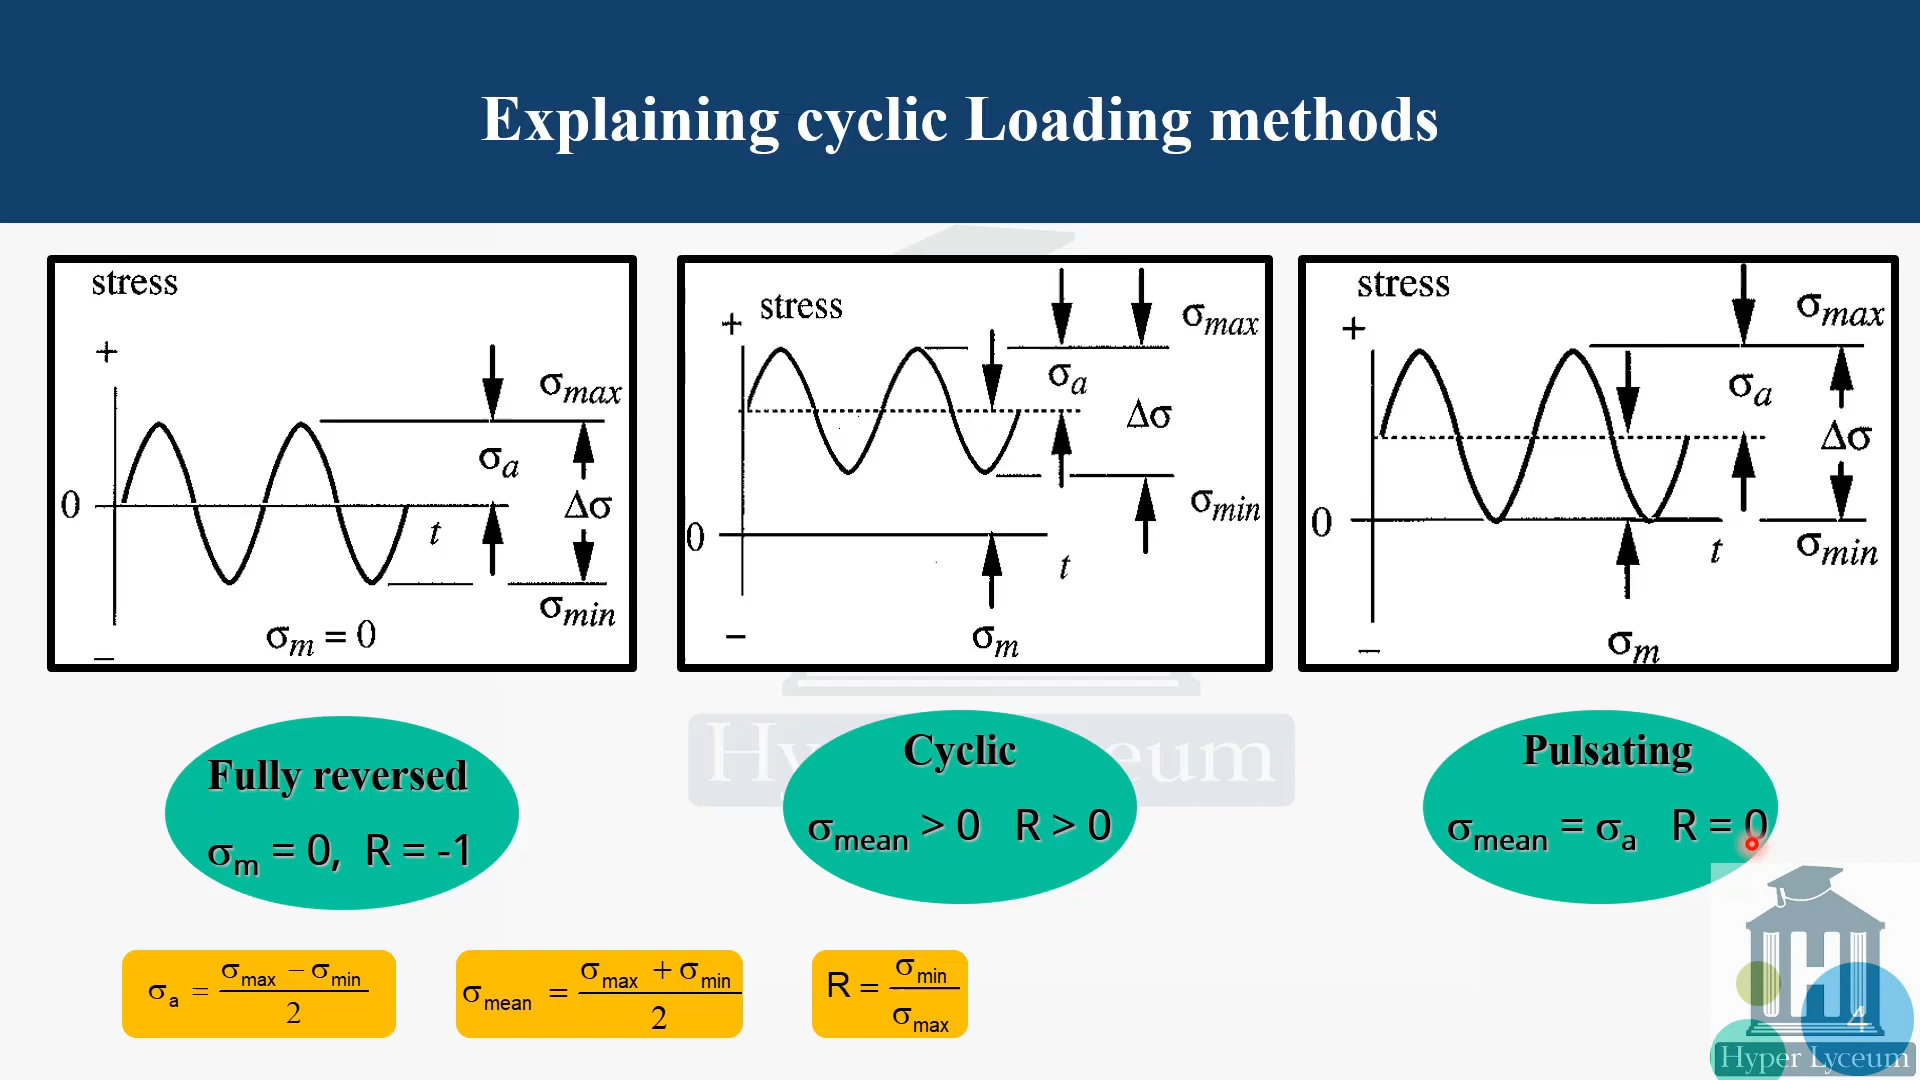 Explaining cyclic Loading methods
stress
+
σmax
σa
0
t
Δσ
σmin
σm = 0
–
stress
+
σmax
σa
Δσ
σmin
0
t
–
σm
stress
+
σmax
σa
Δσ
0
t
σmin
–
σm
Fully reversed
σm = 0, R = -1
Cyclic
σmean > 0 R > 0
Pulsating
σmean = σa R = 0
σa = σmax – σmin / 2
σmean = σmax + σmin / 2
R = σmin / σmax
4
Hyper Lyceum